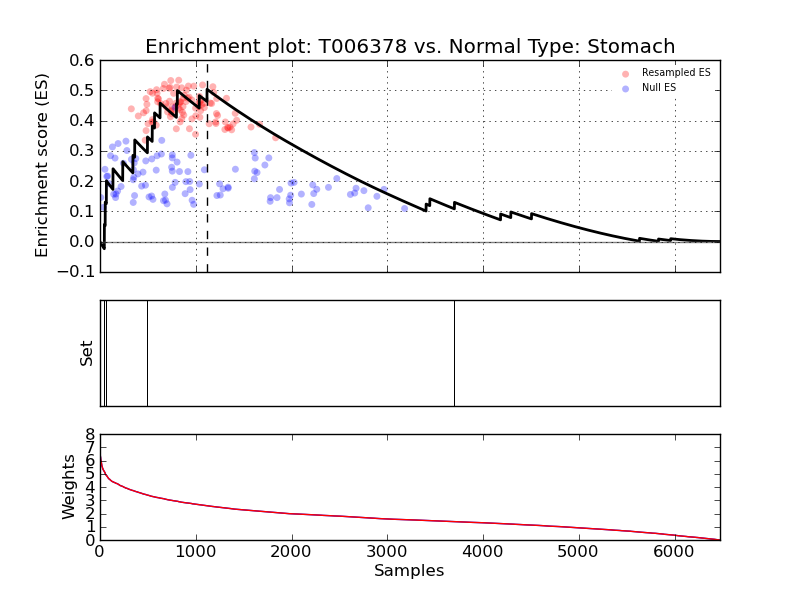 Enrichment plot: T006378 vs. Normal Type: Stomach
Enrichment score (ES)
0.6
0.5
0.4
0.3
0.2
0.1
0.0
−0.1
Resampled ES
Null ES
Set
Weights
8
7
6
5
4
3
2
1
0
0 1000 2000 3000 4000 5000 6000
Samples